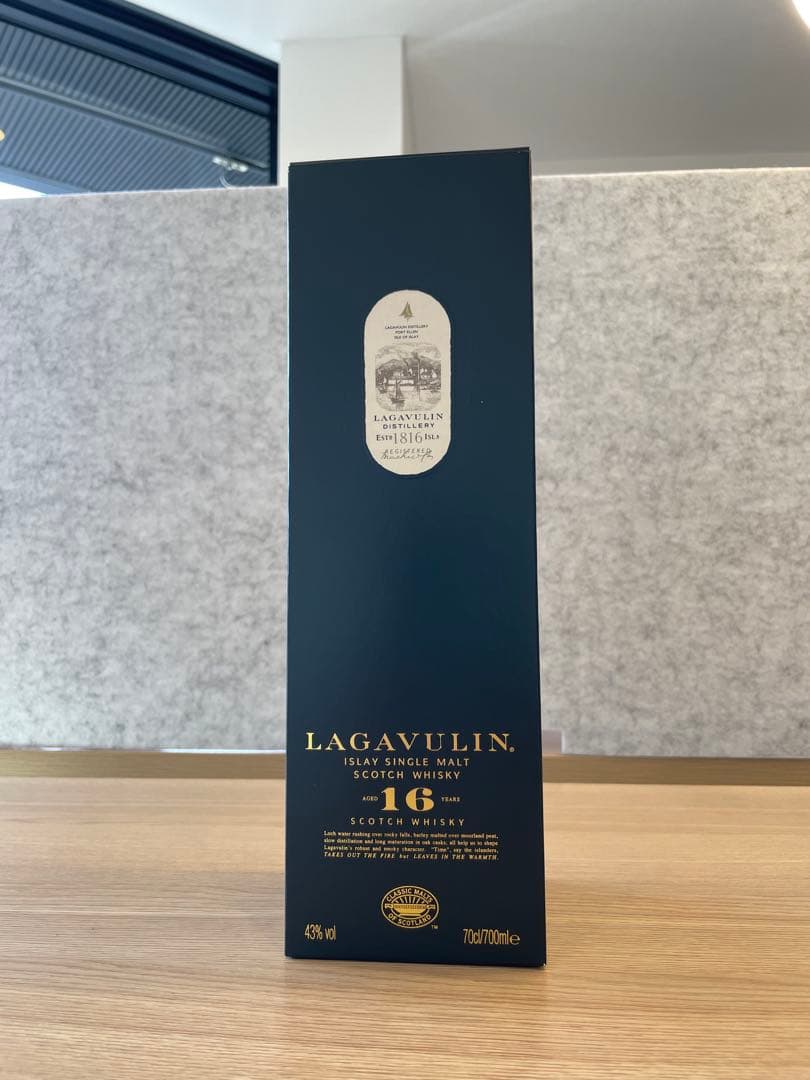 LAGAVULIN DISTILLERY
PORT ELLEN
ISLE OF ISLAY
LAGAVULIN
DISTILLERY
ESTD 1816 ISLA
REGISTERED
LAGAVULIN®
ISLAY SINGLE MALT
SCOTCH WHISKY
AGED 16 YEARS
SCOTCH WHISKY
Loch water rushing over rocky falls, barley malted over moorland peat,
slow distillation and long maturation in oak casks, all help us to shape
Lagavulin's robust and smoky character. "Time", say the islanders,
TAKES OUT THE FIRE but LEAVES IN THE WARMTH.
CLASSIC MALTS
OF SCOTLAND
TM
43% vol
70cl/700ml℮